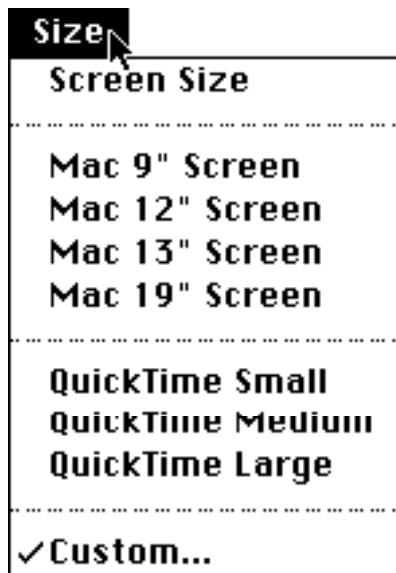 Size
Screen Size
Mac 9" Screen
Mac 12" Screen
Mac 13" Screen
Mac 19" Screen
QuickTime Small
QuickTime Medium
QuickTime Large
✓Custom...